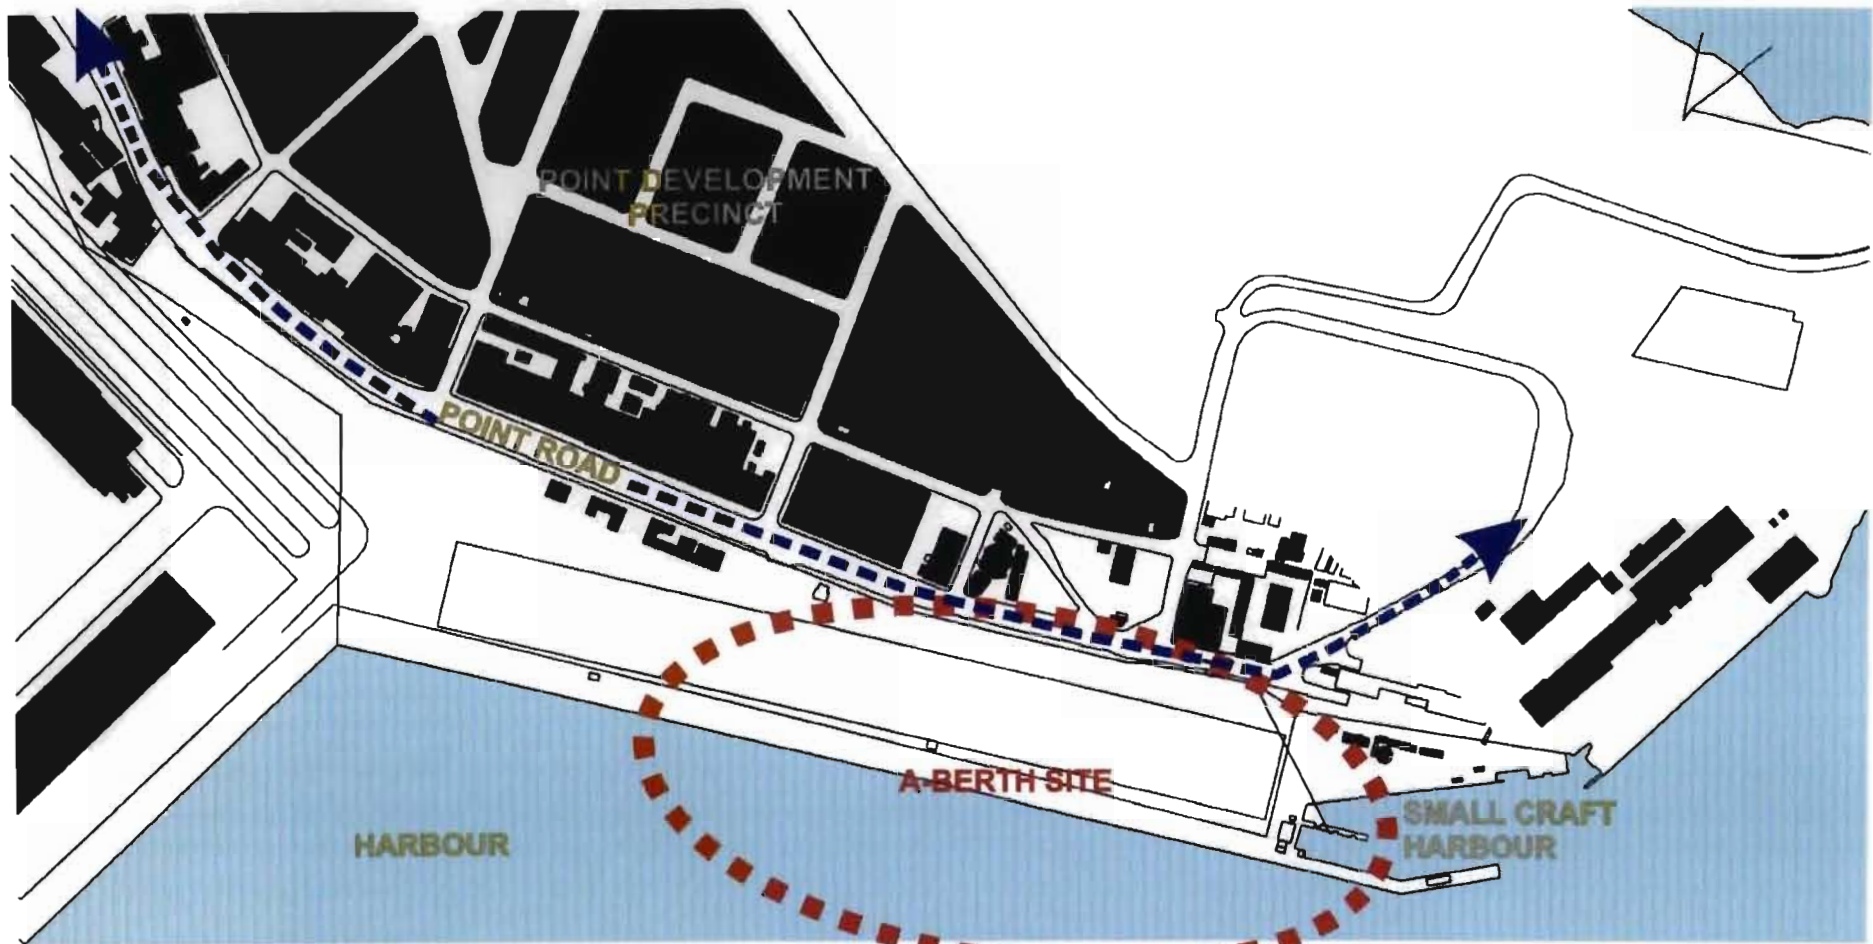 POINT DEVELOPMENT
PRECINCT
POINT ROAD
A-BERTH SITE
HARBOUR
SMALL CRAFT
HARBOUR